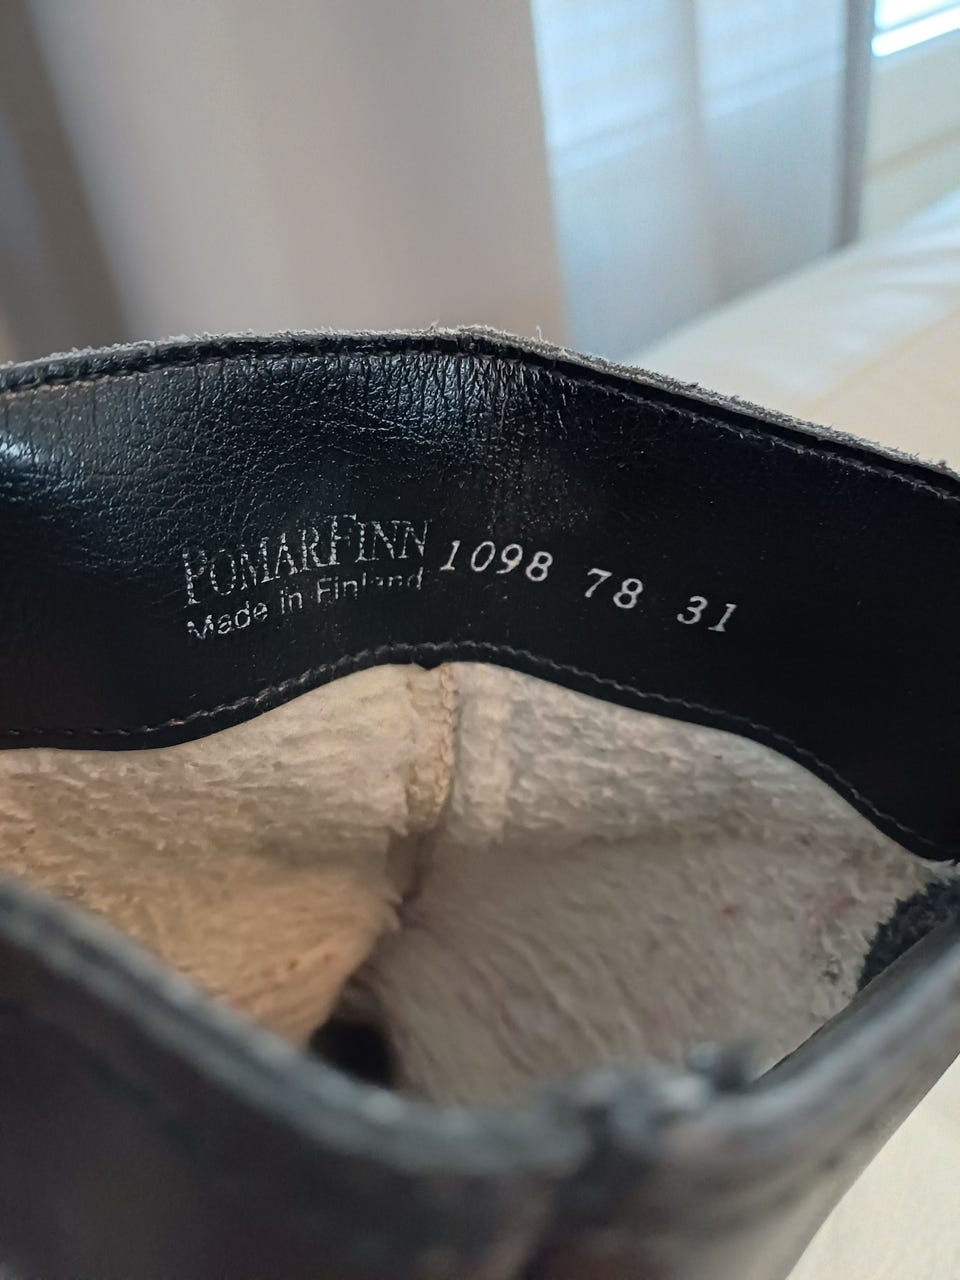 POMARFINN 1098 78 31
Made in Finland